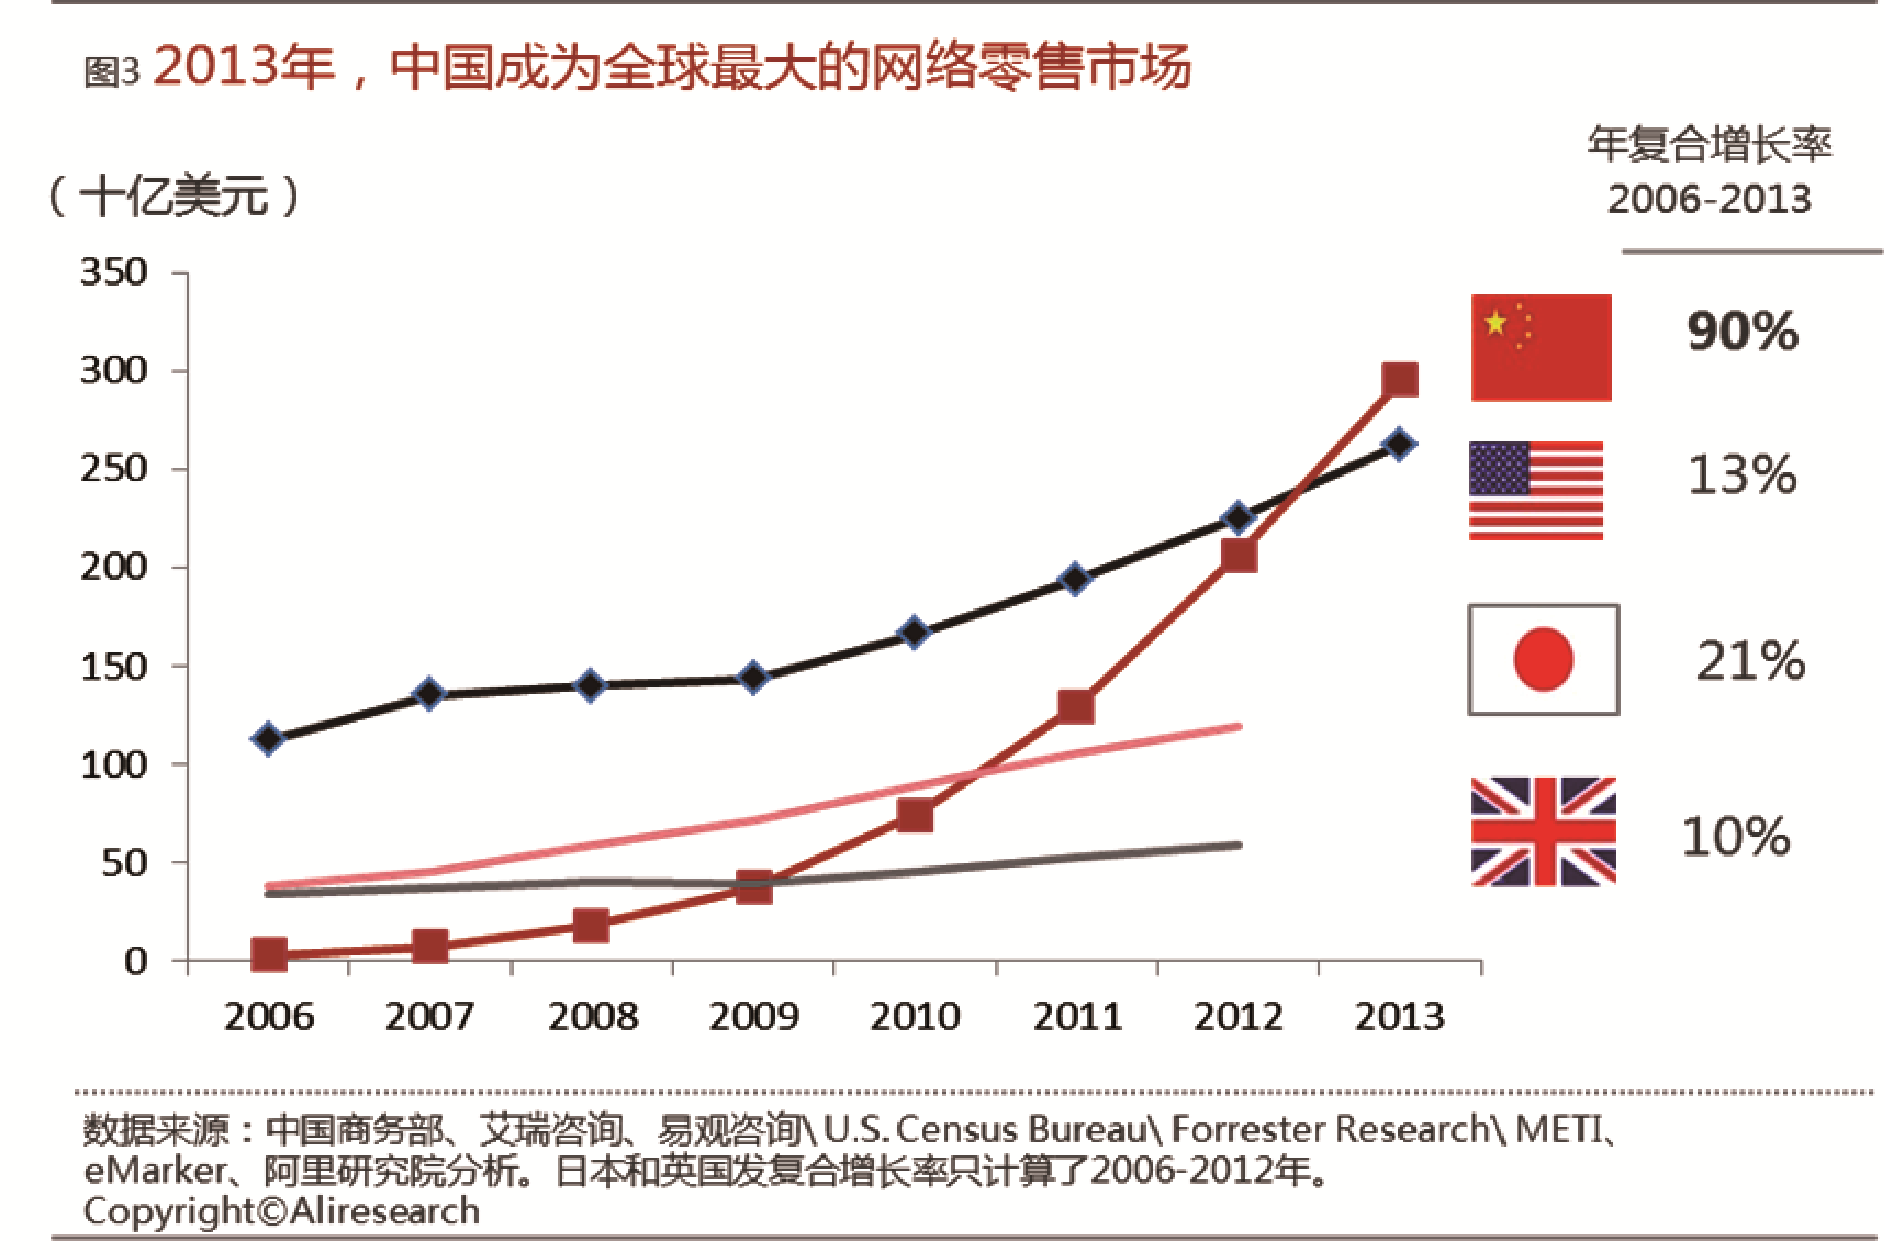 图3 2013年，中国成为全球最大的网络零售市场
年复合增长率
2006-2013
（十亿美元）
350
300
250
200
150
100
50
0
90%
13%
21%
10%
2006 2007 2008 2009 2010 2011 2012 2013
数据来源：中国商务部、艾瑞咨询、易观咨询\ U.S. Census Bureau\ Forrester Research\ METI、
eMarker、阿里研究院分析。日本和英国发复合增长率只计算了2006-2012年。
Copyright©Aliresearch